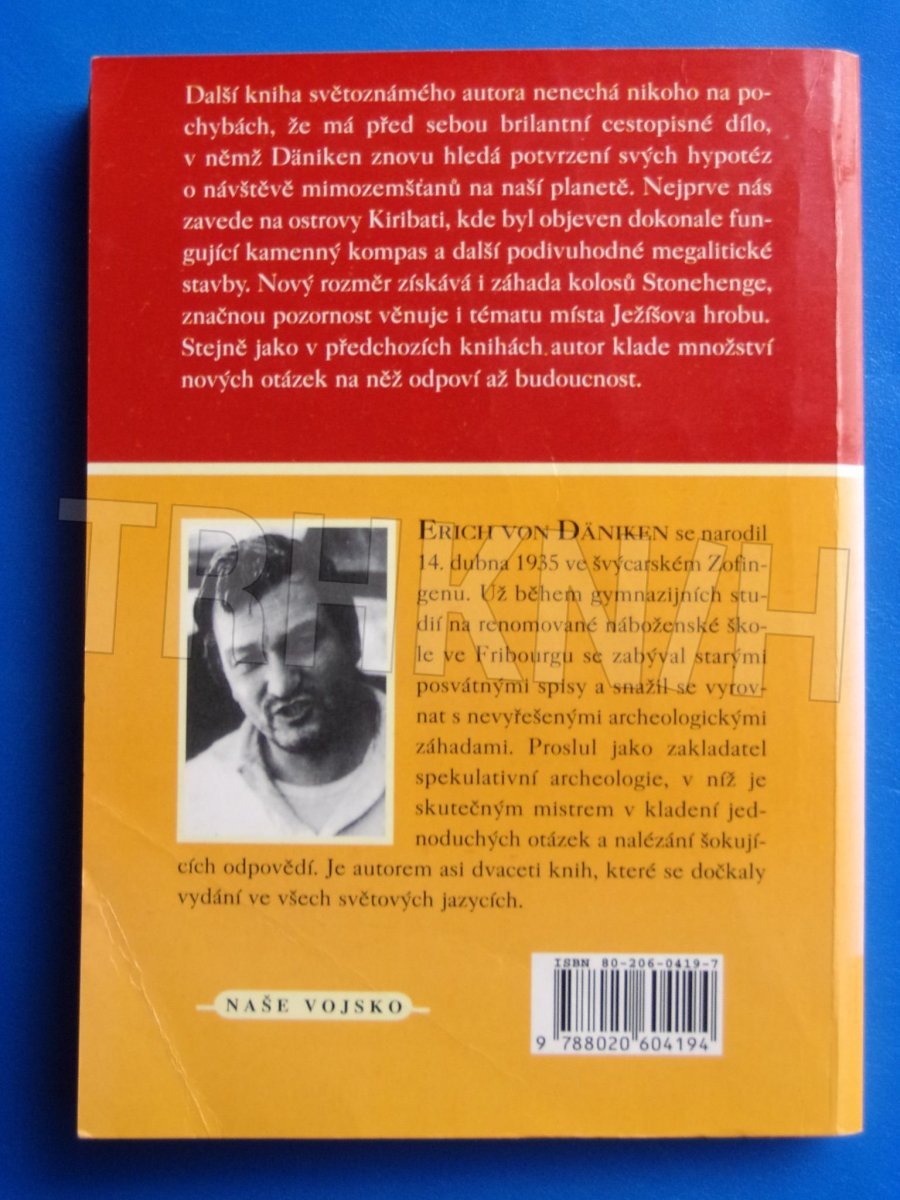 Další kniha světoznámého autora nenechá nikoho na po-
chybách, že má před sebou brilantní cestopisné dílo,
v němž Däniken znovu hledá potvrzení svých hypotéz
o návštěvě mimozemšťanů na naší planetě. Nejprve nás
zavede na ostrovy Kiribati, kde byl objeven dokonale fun-
gující kamenný kompas a další podivuhodné megalitické
stavby. Nový rozměr získává i záhada kolosů Stonehenge,
značnou pozornost věnuje i tématu místa Ježíšova hrobu.
Stejně jako v předchozích knihách autor klade množství
nových otázek na něž odpoví až budoucnost.
TRHKNIH
ERICH VON DÄNIKEN se narodil
14. dubna 1935 ve švýcarském Zofin-
genu. Už během gymnazijních stu-
dií na renomované náboženské ško-
le ve Fribourgu se zabýval starými
posvátnými spisy a snažil se vyrov-
nat s nevyřešenými archeologickými
záhadami. Proslul jako zakladatel
spekulativní archeologie, v níž je
skutečným mistrem v kladení jed-
noduchých otázek a nalézání šokují-
cích odpovědí. Je autorem asi dvaceti knih, které se dočkaly
vydání ve všech světových jazycích.
NAŠE VOJSKO
ISBN 80-206-0419-7
9 788020 604194